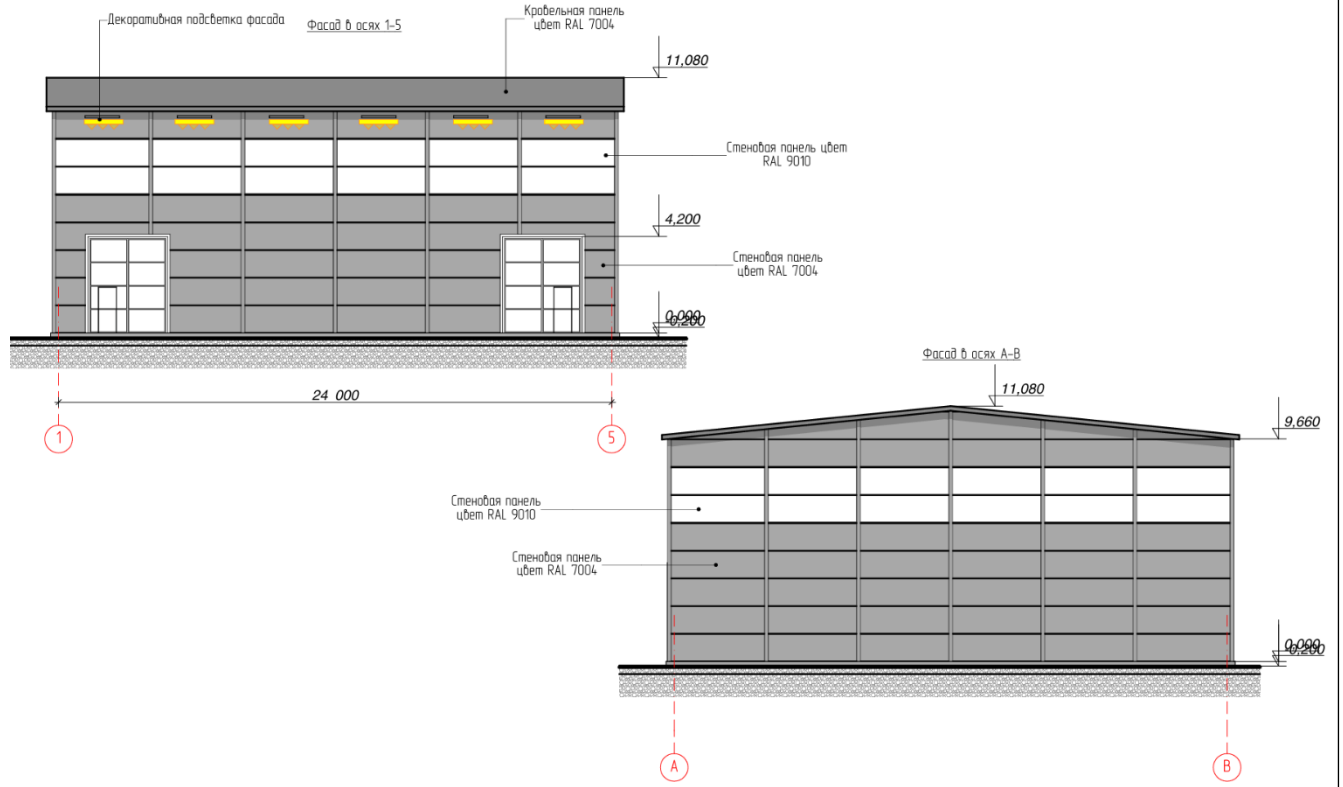 Декоративная подсветка фасада
Фасад в осях 1-5
Кровельная панель
цвет RAL 7004
11,080
Стеновая панель цвет
RAL 9010
4,200
Стеновая панель
цвет RAL 7004
0,000
-0,200
24 000
1
5
Фасад в осях А-В
11,080
9,660
Стеновая панель
цвет RAL 9010
Стеновая панель
цвет RAL 7004
0,000
-0,200
А
В